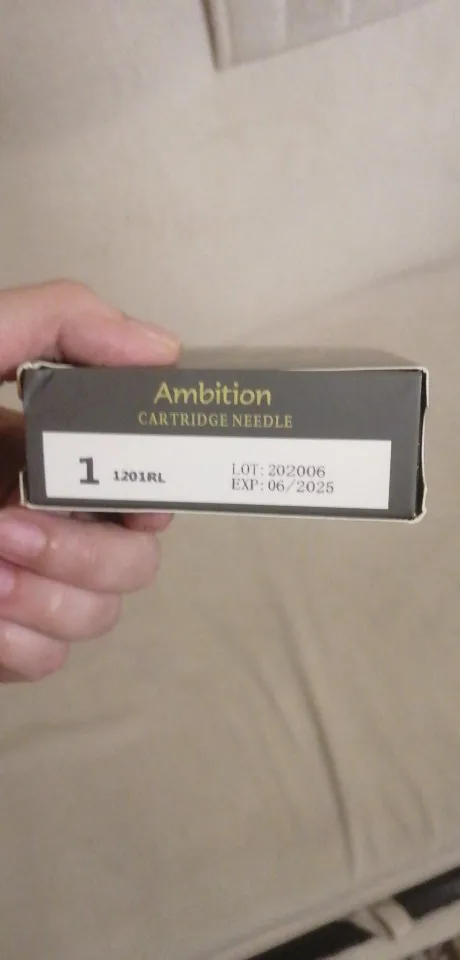 Ambition
CARTRIDGE NEEDLE
1 1201RL
LOT: 202006
EXP: 06/2025